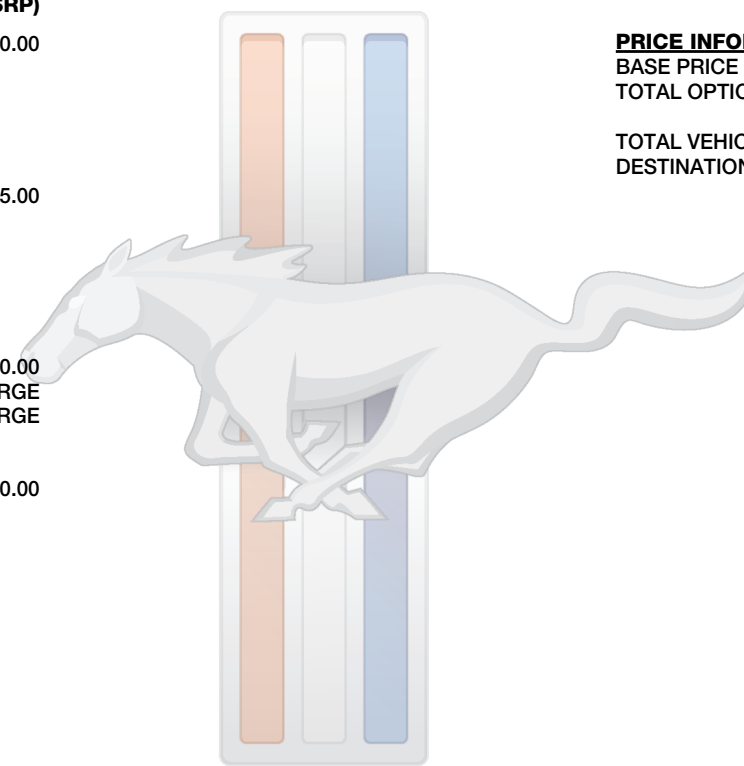 SRP)
0.00
5.00
0.00
RGE
RGE
0.00
PRICE INFO
BASE PRICE
TOTAL OPTIO
TOTAL VEHIC
DESTINATION